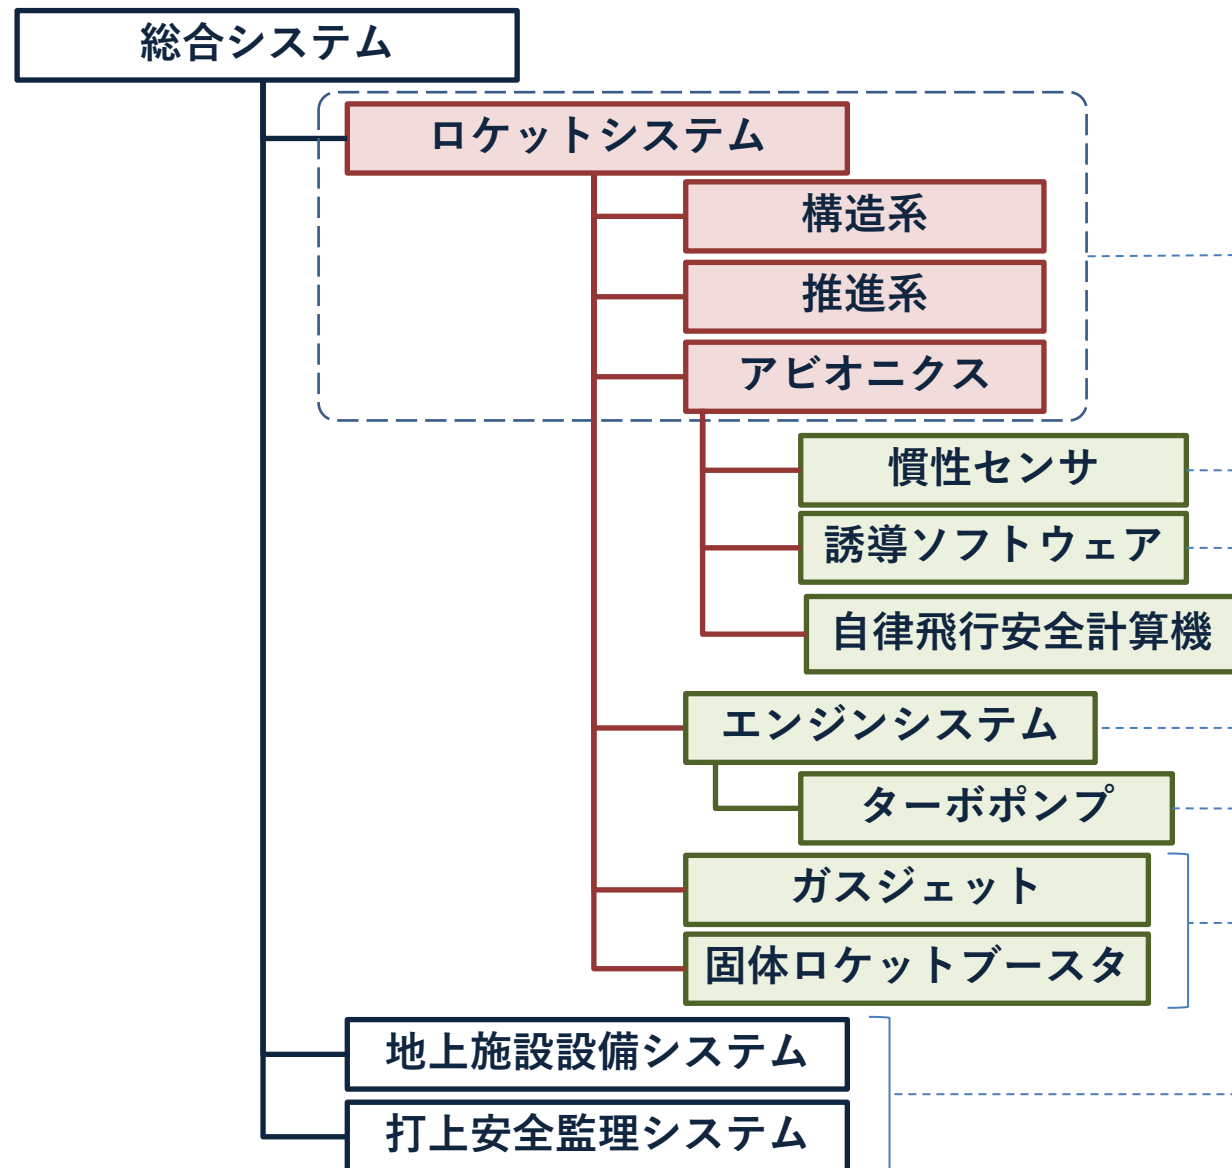 総合システム
ロケットシステム
構造系
推進系
アビオニクス
慣性センサ
誘導ソフトウェア
自律飛行安全計算機
エンジンシステム
ターボポンプ
ガスジェット
固体ロケットブースタ
地上施設設備システム
打上安全監理システム